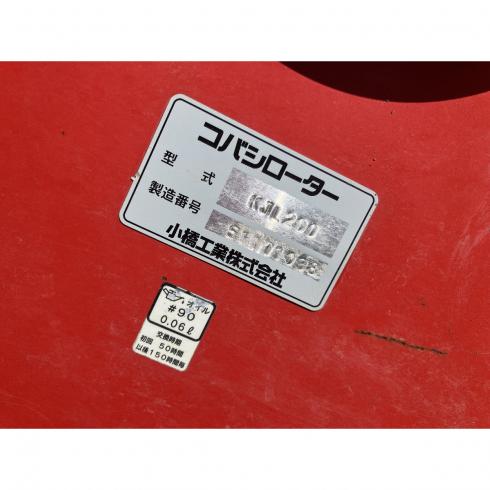 コバシローター
型式 KJL200
製造番号
小橋工業株式会社
オイル
#90
0.06ℓ
交換時期
初回 50時間
以後150時間毎